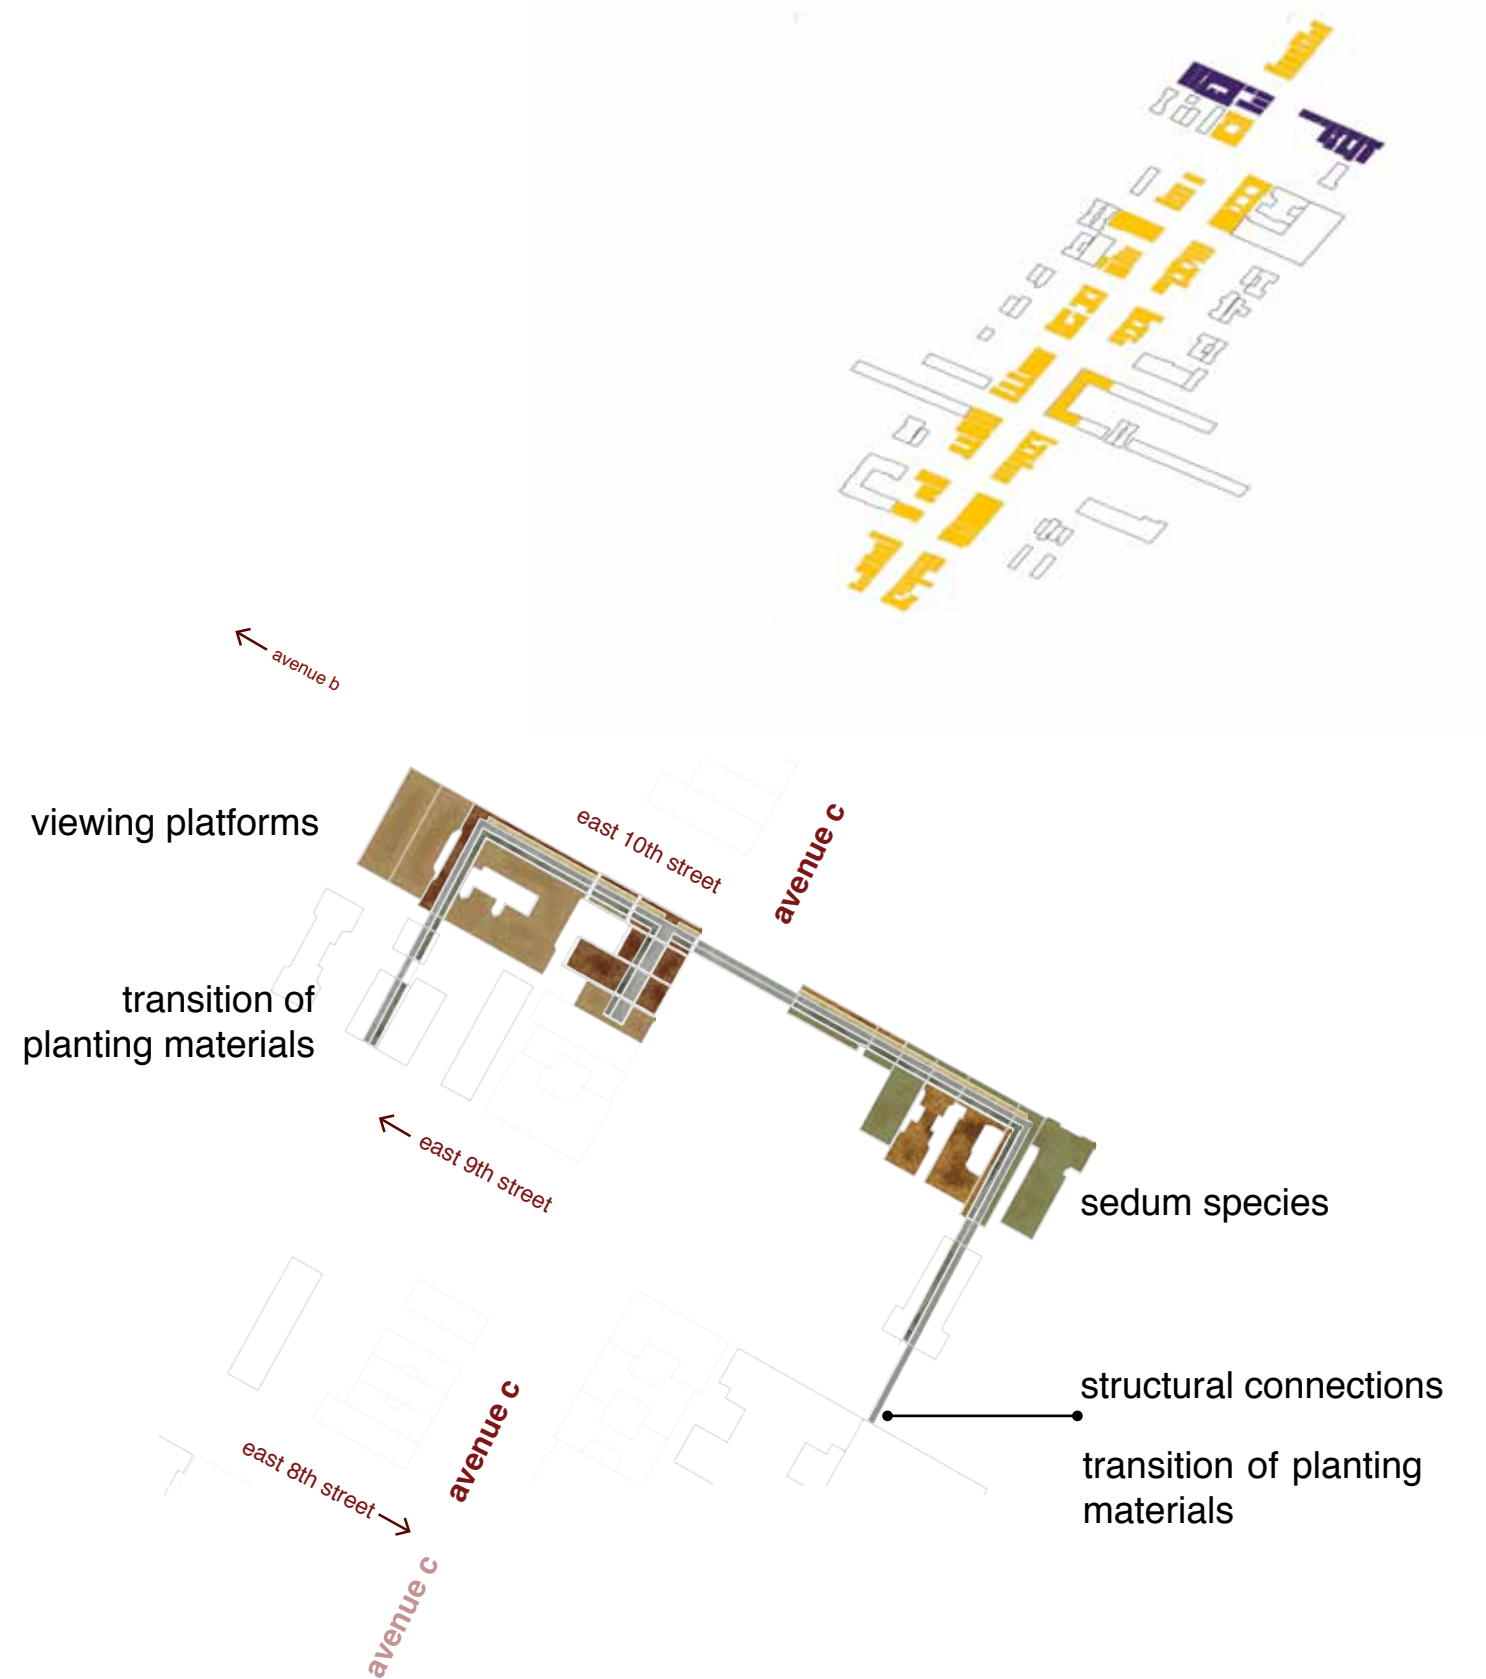 avenue b
viewing platforms
east 10th street
avenue c
transition of
planting materials
east 9th street
sedum species
structural connections
avenue c
transition of planting
materials
east 8th street
avenue c